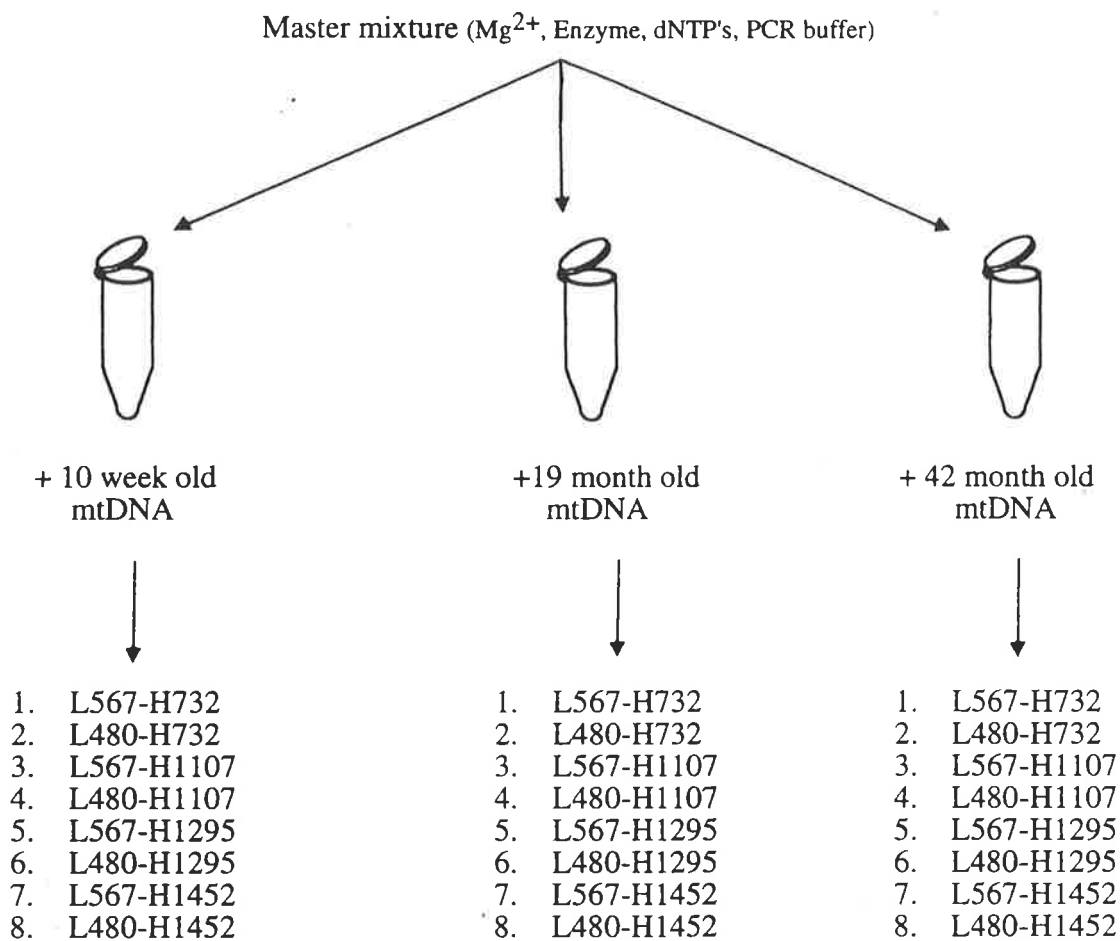 Master mixture (Mg2+, Enzyme, dNTP's, PCR buffer)
+ 10 week old
mtDNA
+19 month old
mtDNA
+ 42 month old
mtDNA
1. L567-H732
2. L480-H732
3. L567-H1107
4. L480-H1107
5. L567-H1295
6. L480-H1295
7. L567-H1452
8. L480-H1452
1. L567-H732
2. L480-H732
3. L567-H1107
4. L480-H1107
5. L567-H1295
6. L480-H1295
7. L567-H1452
8. L480-H1452
1. L567-H732
2. L480-H732
3. L567-H1107
4. L480-H1107
5. L567-H1295
6. L480-H1295
7. L567-H1452
8. L480-H1452